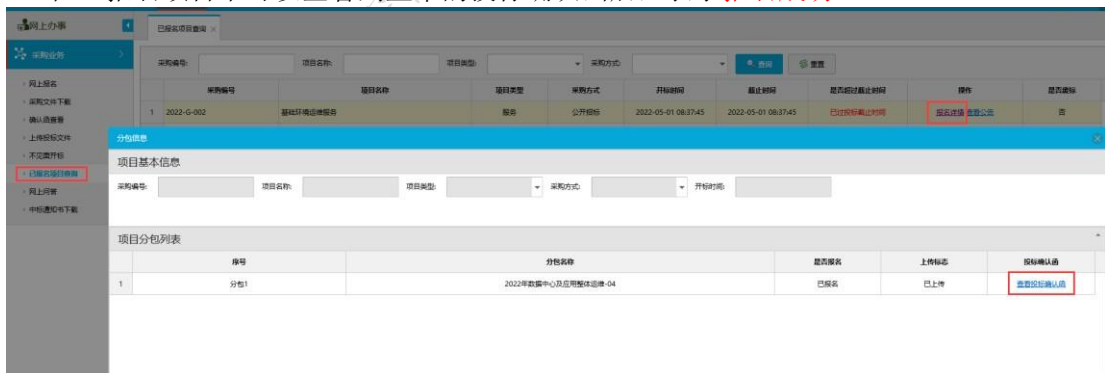 网上办事
已报名项目查询 ×
采购业务
采购编号:
项目名称:
项目类型:
采购方式:
查询
重置
网上报名
采购文件下载
确认函查看
上传投标文件
不见面开标
已报名项目查询
网上问答
中标通知书下载
采购编号 项目名称 项目类型 采购方式 开标时间 截止时间 是否超过截止时间 操作 是否废标
1 2022-G-002 基础环境运维服务 服务 公开招标 2022-05-01 08:37:45 2022-05-01 08:37:45 已过投标截止时间 报名详情 查看公告 否
分包信息
项目基本信息
采购编号: 项目名称: 项目类型: 采购方式: 开标时间:
项目分包列表
序号 分包名称 是否报名 上传标志 投标确认函
1 分包1 2022年数据中心及应用整体运维-04 已报名 已上传 查看投标确认函